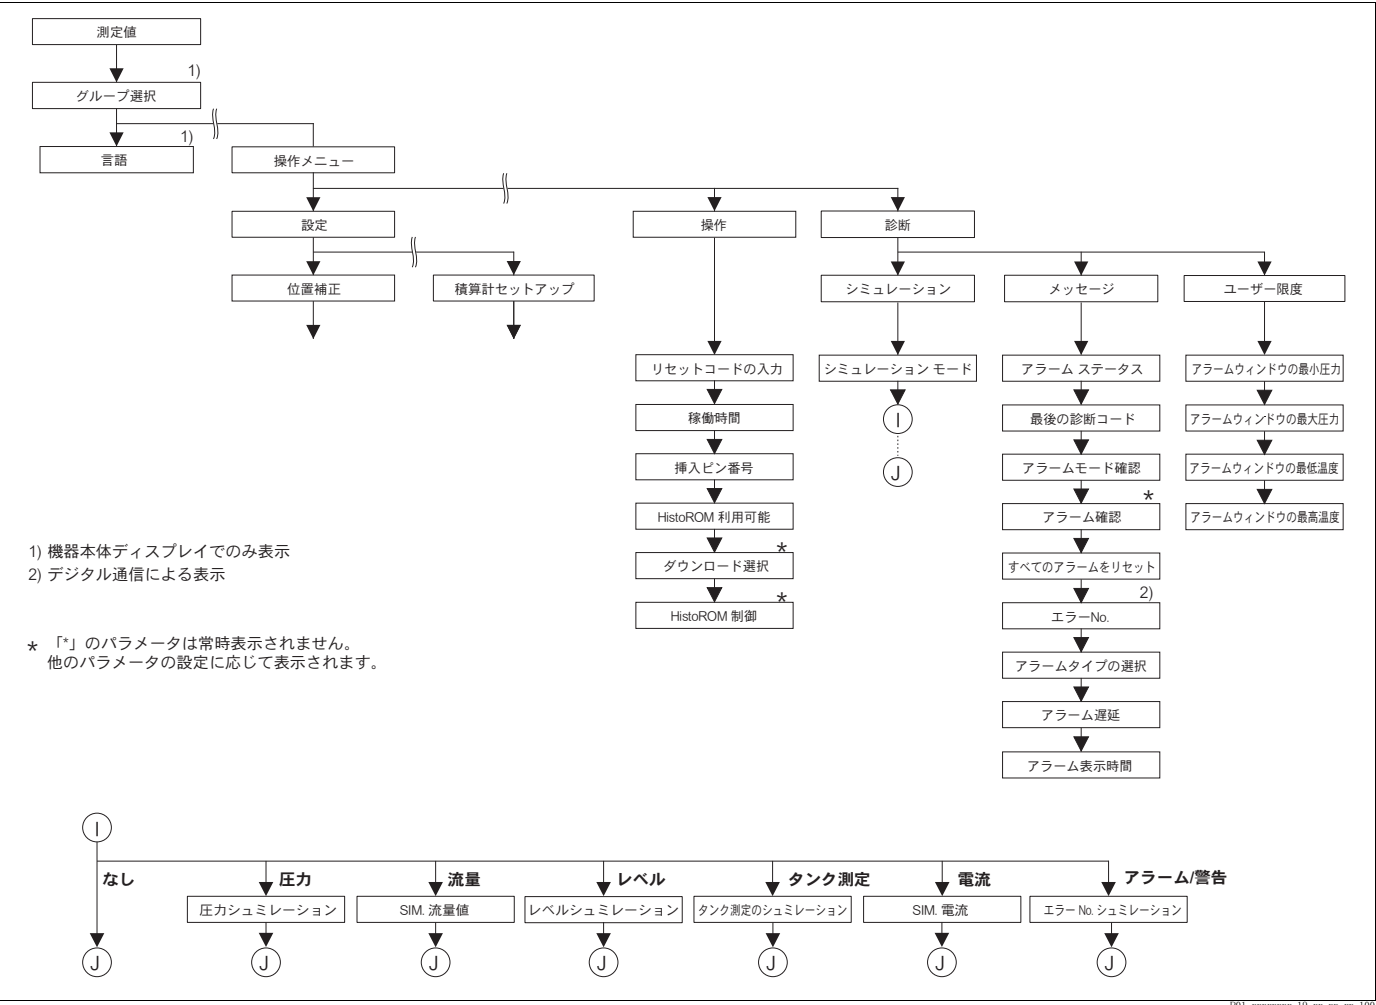 測定値
1)
グループ選択
1)
言語
操作メニュー
設定
操作
診断
位置補正
積算計セットアップ
シミュレーション
メッセージ
ユーザー限度
リセットコードの入力
シミュレーション モード
アラーム ステータス
アラームウィンドウの最小圧力
稼働時間
I
最後の診断コード
アラームウィンドウの最大圧力
挿入ピン番号
J
アラームモード確認
アラームウィンドウの最低温度
*
HistoROM 利用可能
アラーム確認
アラームウィンドウの最高温度
1) 機器本体ディスプレイでのみ表示
*
ダウンロード選択
すべてのアラームをリセット
2) デジタル通信による表示
*
2)
HistoROM 制御
エラーNo.
* 「*」のパラメータは常時表示されません。
他のパラメータの設定に応じて表示されます。
アラームタイプの選択
アラーム遅延
アラーム表示時間
I
なし
圧力
流量
レベル
タンク測定
電流
アラーム/警告
圧力シュミレーション
SIM. 流量値
レベルシュミレーション
タンク測定のシュミレーション
SIM. 電流
エラー No. シュミレーション
J
J
J
J
J
J
J